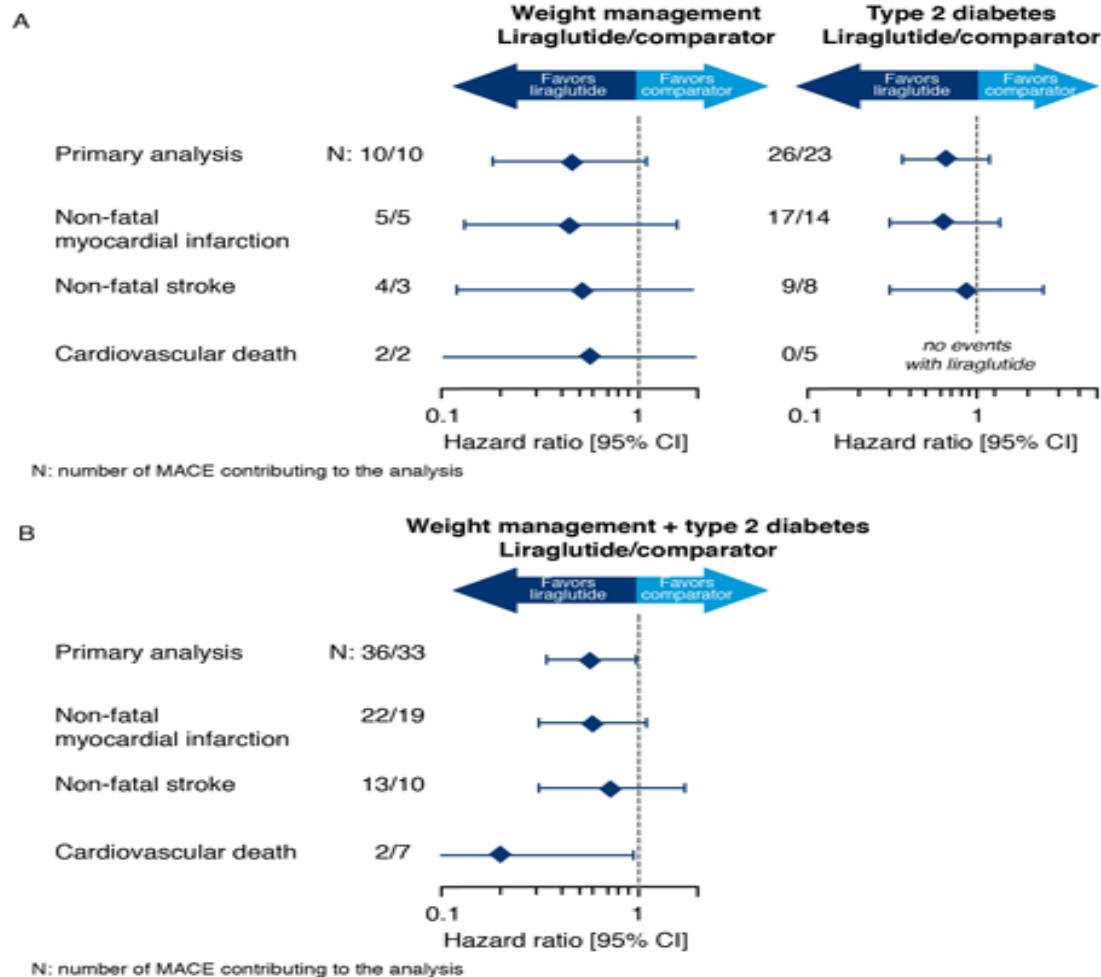 A
Weight management
Liraglutide/comparator
Type 2 diabetes
Liraglutide/comparator
Favors
liraglutide
Favors
comparator
Favors
liraglutide
Favors
comparator
Primary analysis N: 10/10 26/23
Non-fatal
myocardial infarction 5/5 17/14
Non-fatal stroke 4/3 9/8
Cardiovascular death 2/2 0/5 no events
with liraglutide
0.1 1 0.1 1
Hazard ratio [95% CI] Hazard ratio [95% CI]
N: number of MACE contributing to the analysis
B
Weight management + type 2 diabetes
Liraglutide/comparator
Favors
liraglutide
Favors
comparator
Primary analysis N: 36/33
Non-fatal
myocardial infarction 22/19
Non-fatal stroke 13/10
Cardiovascular death 2/7
0.1 1
Hazard ratio [95% CI]
N: number of MACE contributing to the analysis